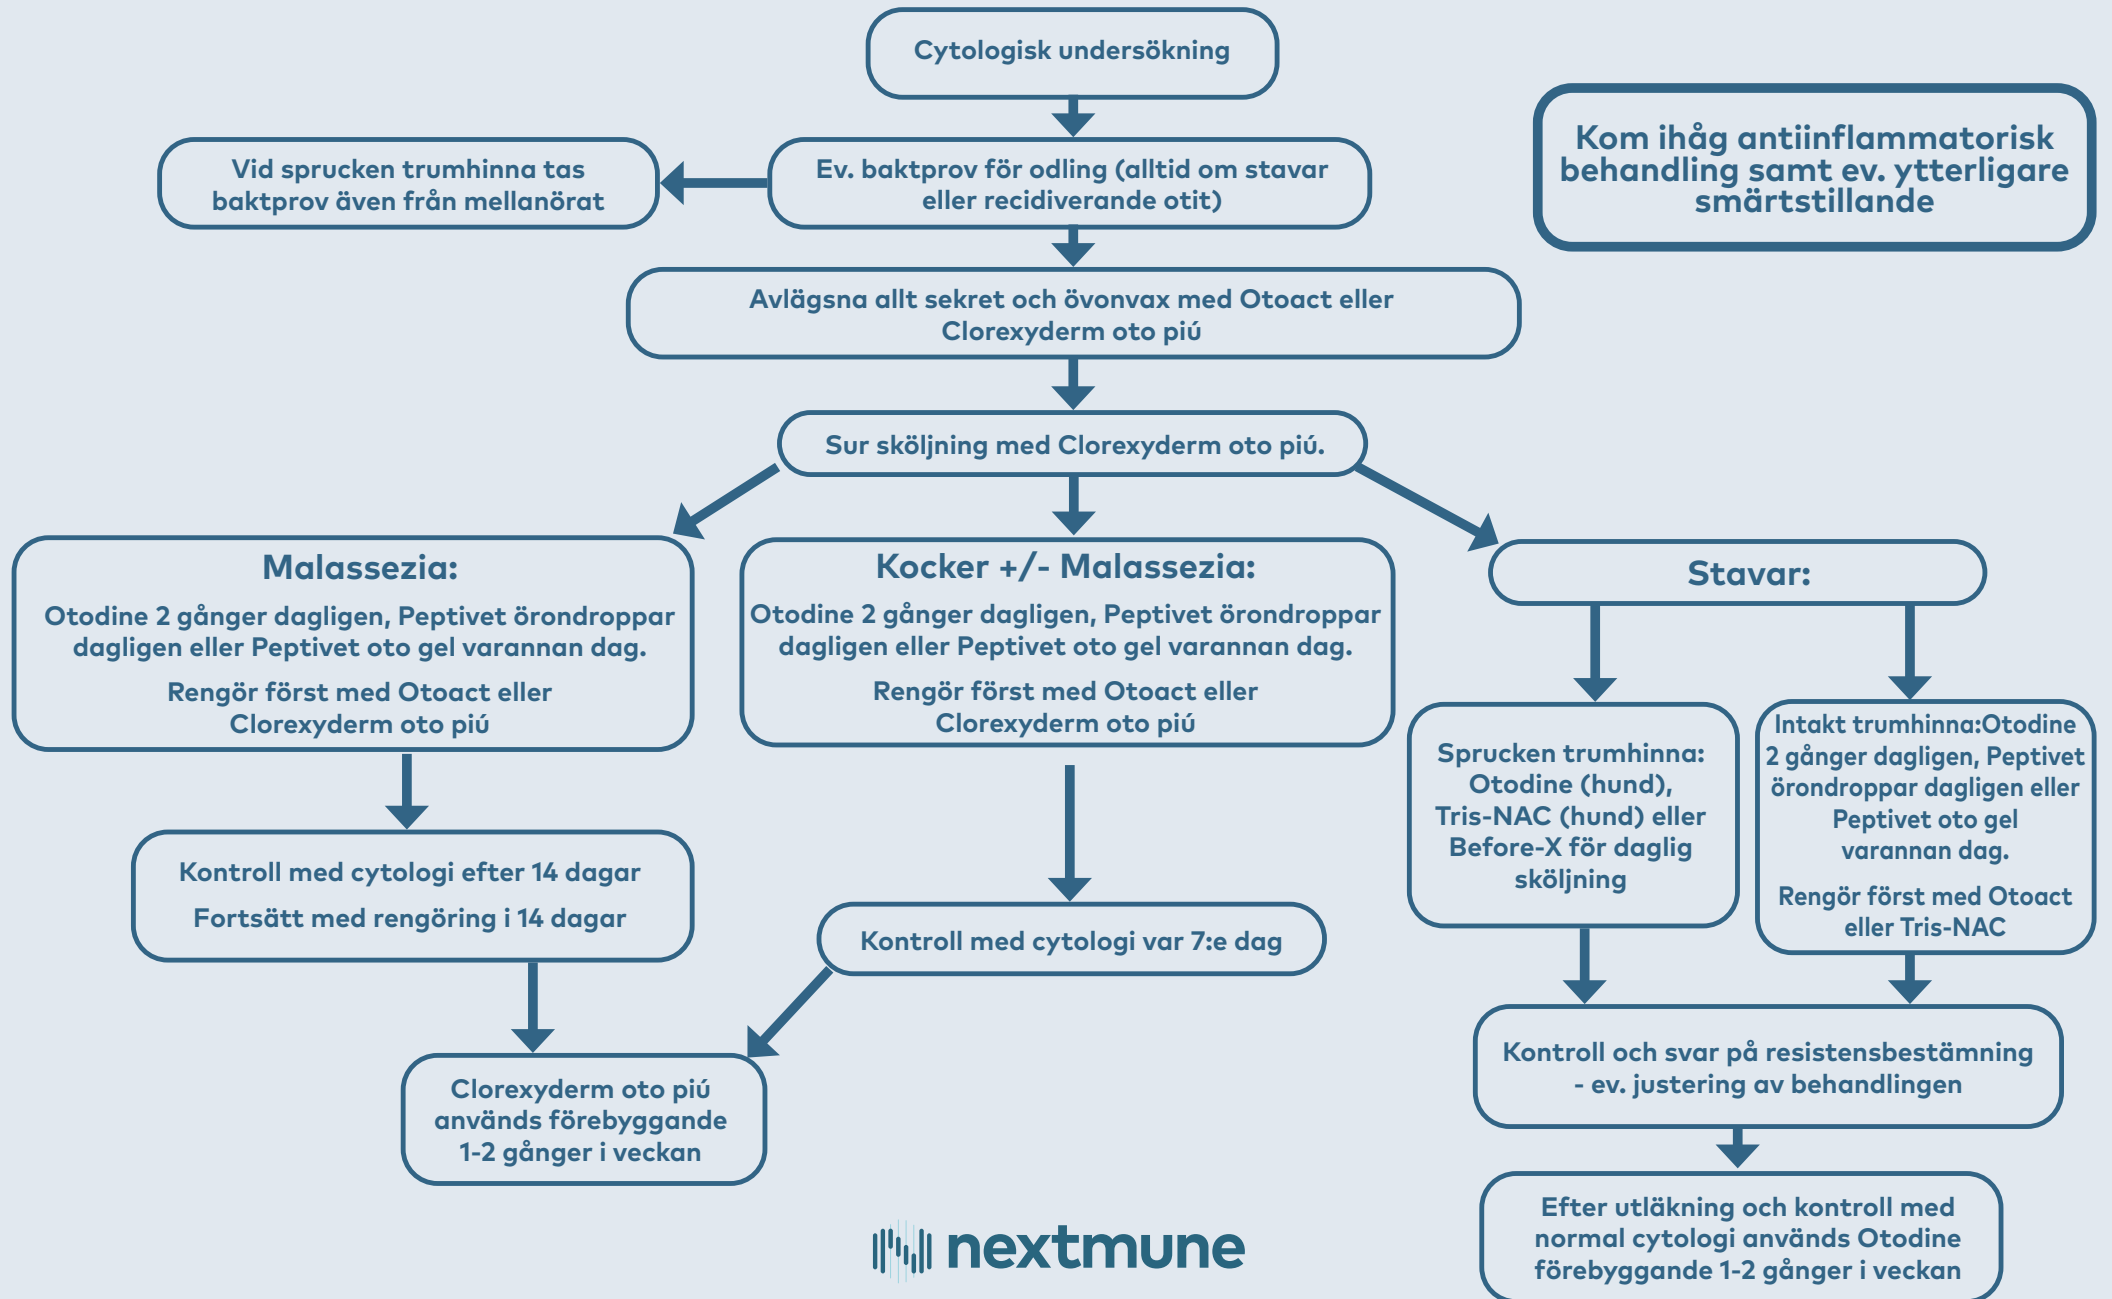 Cytologisk undersökning
Kom ihåg antiinflammatorisk
behandling samt ev. ytterligare
smärtstillande
Vid sprucken trumhinna tas
baktprov även från mellanörat
Ev. baktprov för odling (alltid om stavar
eller recidiverande otit)
Avlägsna allt sekret och övonvax med Otoact eller
Clorexyderm oto piú
Sur sköljning med Clorexyderm oto piú.
Malassezia:
Otodine 2 gånger dagligen, Peptivet örondroppar
dagligen eller Peptivet oto gel varannan dag.
Rengör först med Otoact eller
Clorexyderm oto piú
Kocker +/- Malassezia:
Otodine 2 gånger dagligen, Peptivet örondroppar
dagligen eller Peptivet oto gel varannan dag.
Rengör först med Otoact eller
Clorexyderm oto piú
Stavar:
Sprucken trumhinna:
Otodine (hund),
Tris-NAC (hund) eller
Before-X för daglig
sköljning
Intakt trumhinna:Otodine
2 gånger dagligen, Peptivet
örondroppar dagligen eller
Peptivet oto gel
varannan dag.
Rengör först med Otoact
eller Tris-NAC
Kontroll med cytologi efter 14 dagar
Fortsätt med rengöring i 14 dagar
Kontroll med cytologi var 7:e dag
Clorexyderm oto piú
används förebyggande
1-2 gånger i veckan
Kontroll och svar på resistensbestämning
- ev. justering av behandlingen
Efter utläkning och kontroll med
normal cytologi används Otodine
förebyggande 1-2 gånger i veckan
nextmune